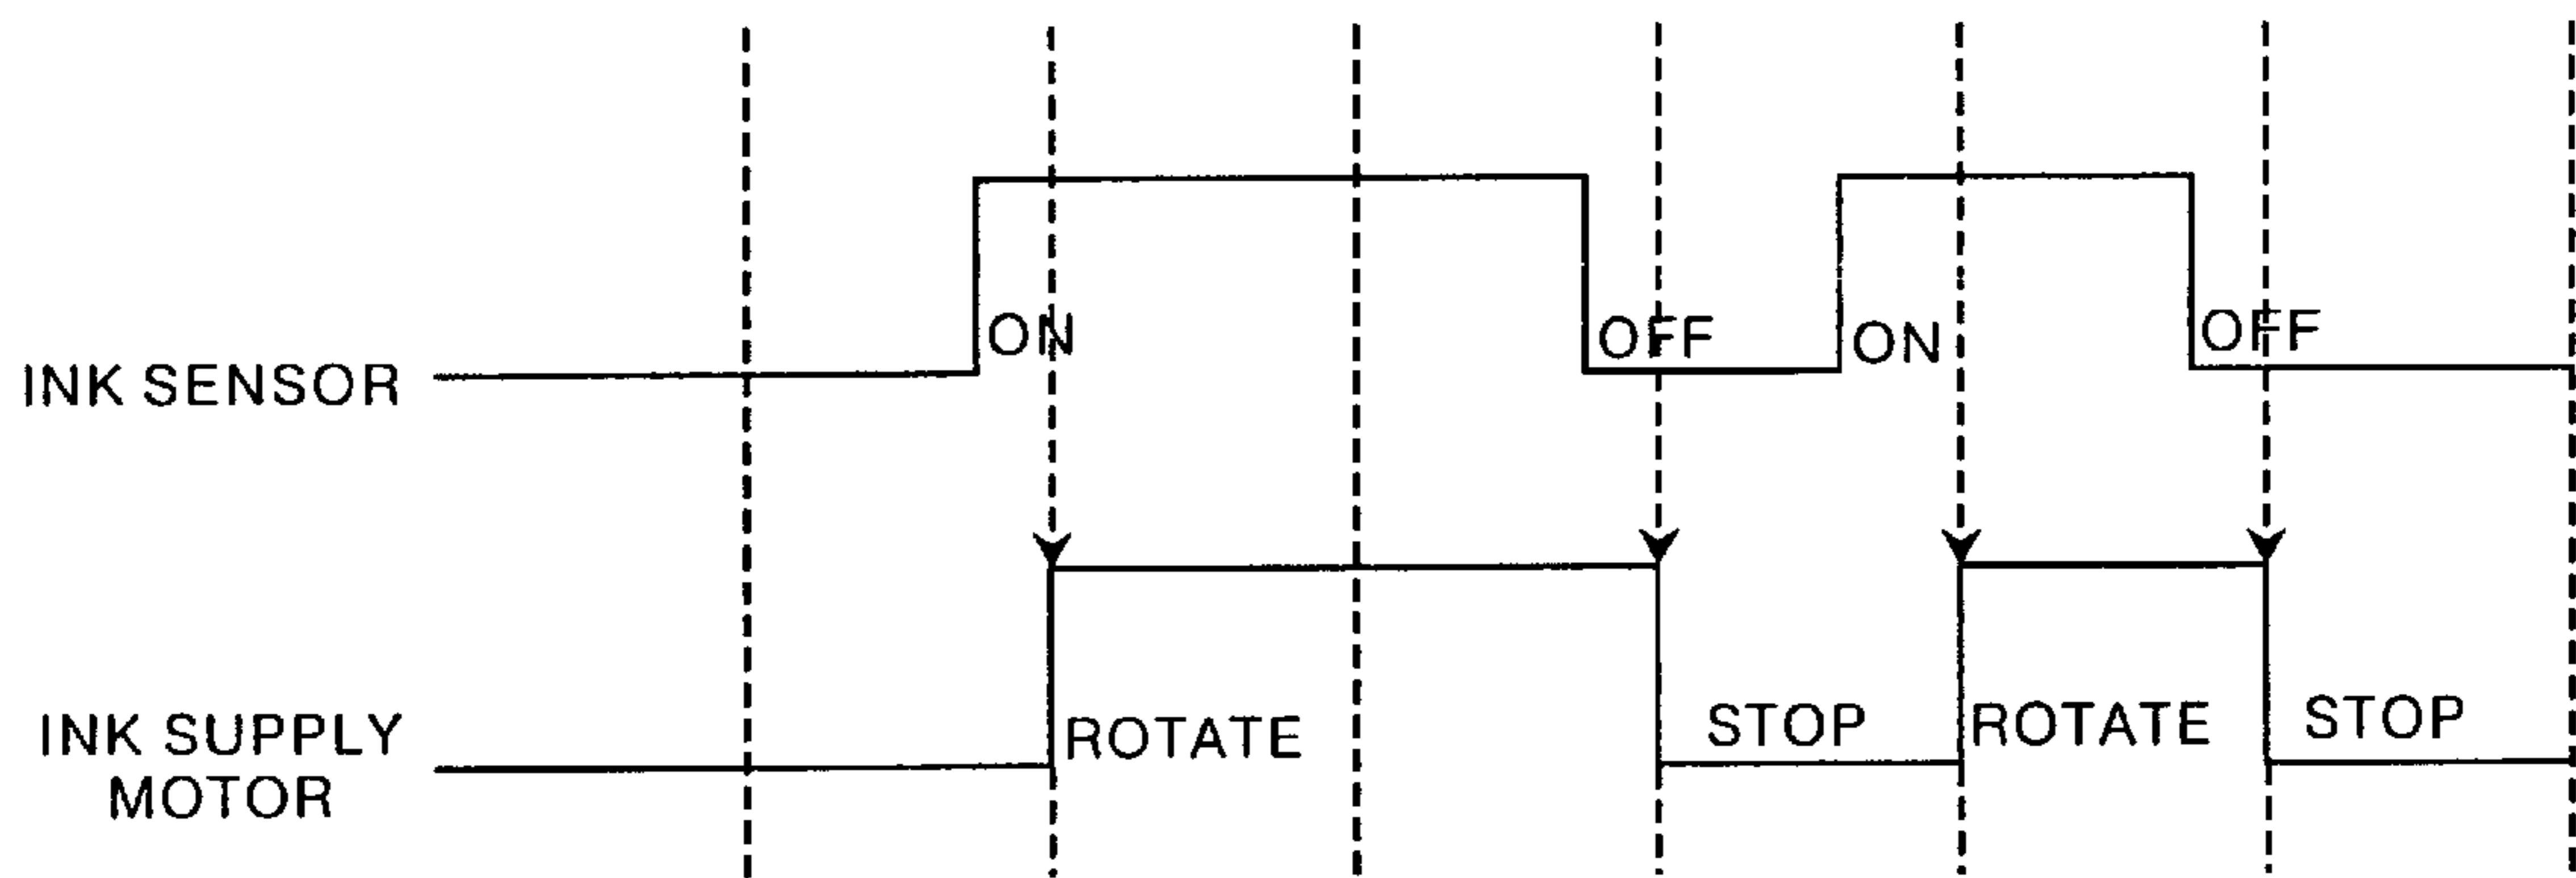 ON OFF ON OFF
INK SENSOR
INK SUPPLY
MOTOR
ROTATE STOP ROTATE STOP